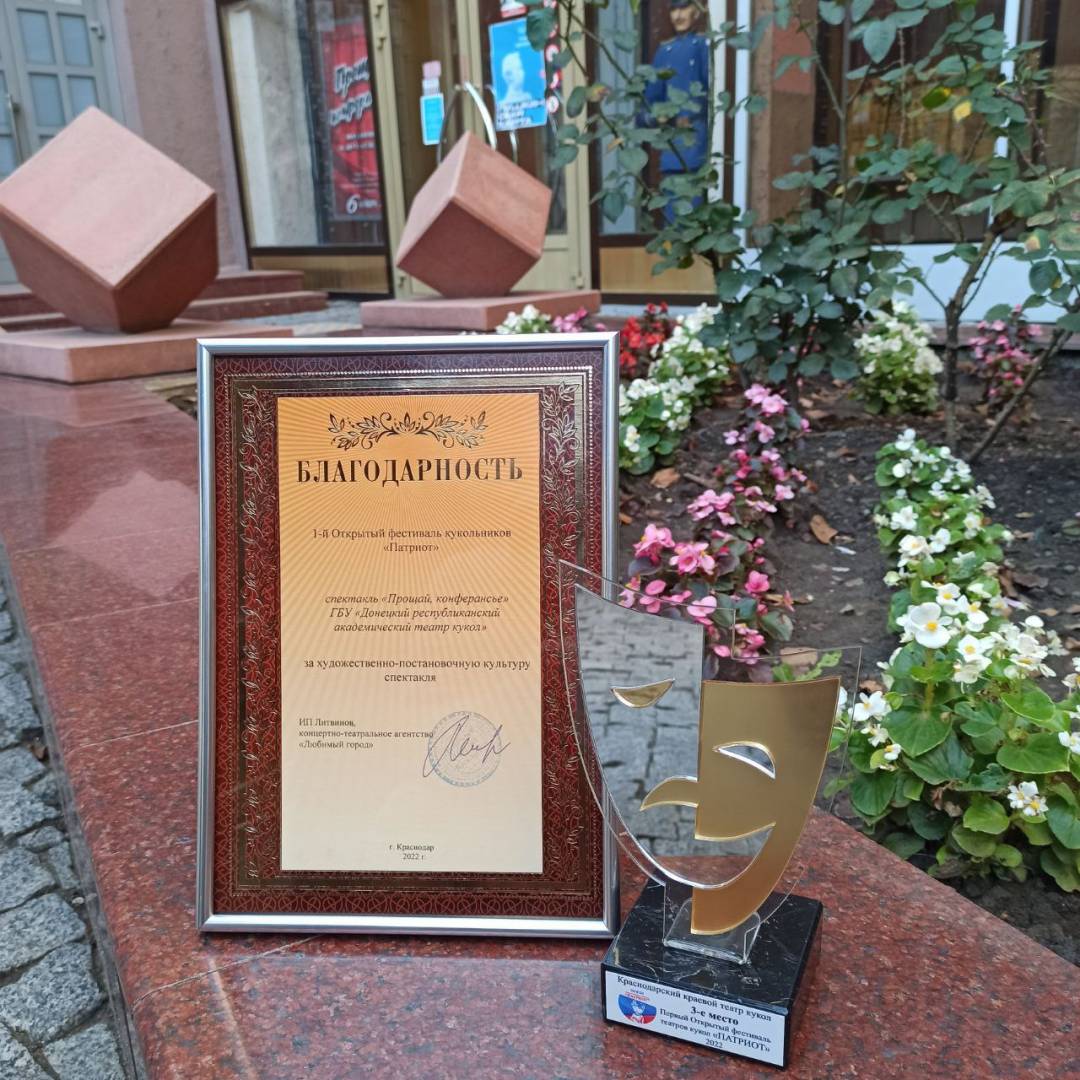 БЛАГОДАРНОСТЬ
1-й Открытый фестиваль кукольников
«Патриот»
спектакль «Прощай, конферансье»
ГБУ «Донецкий республиканский
академический театр кукол»
за художественно-постановочную культуру
спектакля
ИП Литвинов,
концертно-театральное агентство
«Любимый город»
г. Краснодар
2022 г.
Краснодарский краевой театр кукол
3-е место
Первый Открытый фестиваль
театров кукол «ПАТРИОТ»
2022